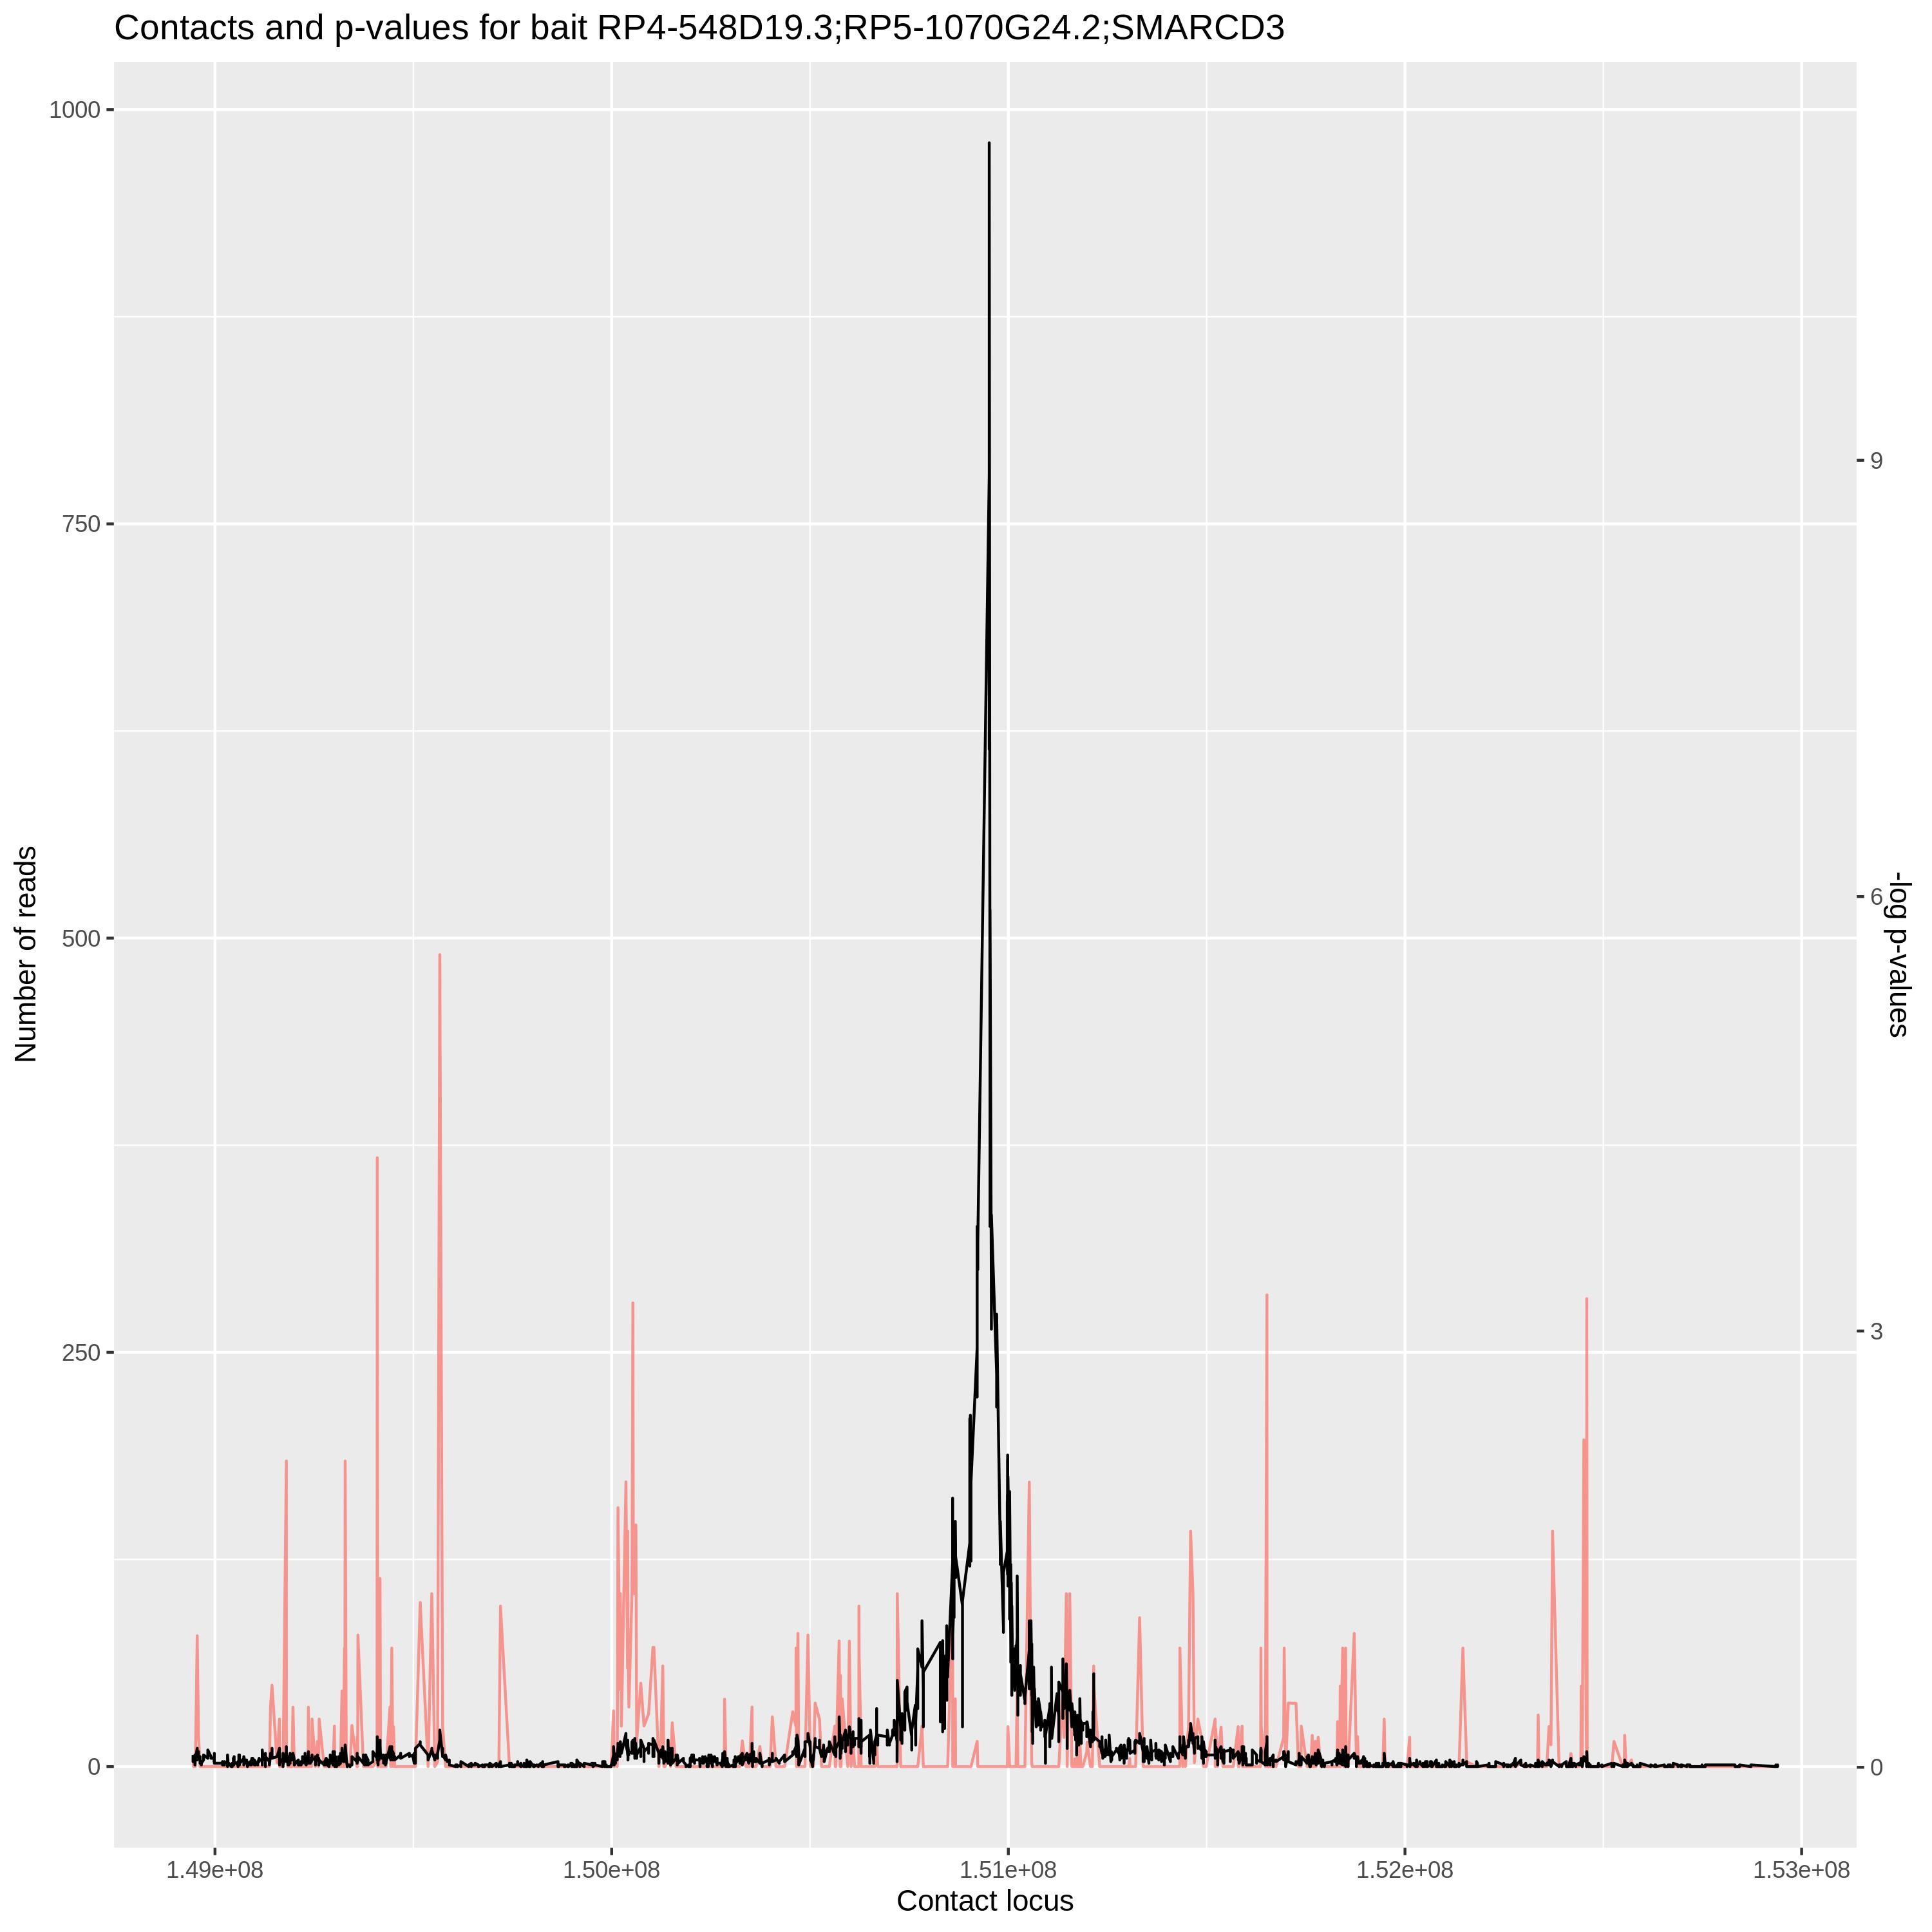 Contacts and p-values for bait RP4-548D19.3;RP5-1070G24.2;SMARCD3
1000
750
500
250
0
Number of reads
9
6
3
0
-log p-values
1.49e+08
1.50e+08
1.51e+08
1.52e+08
1.53e+08
Contact locus